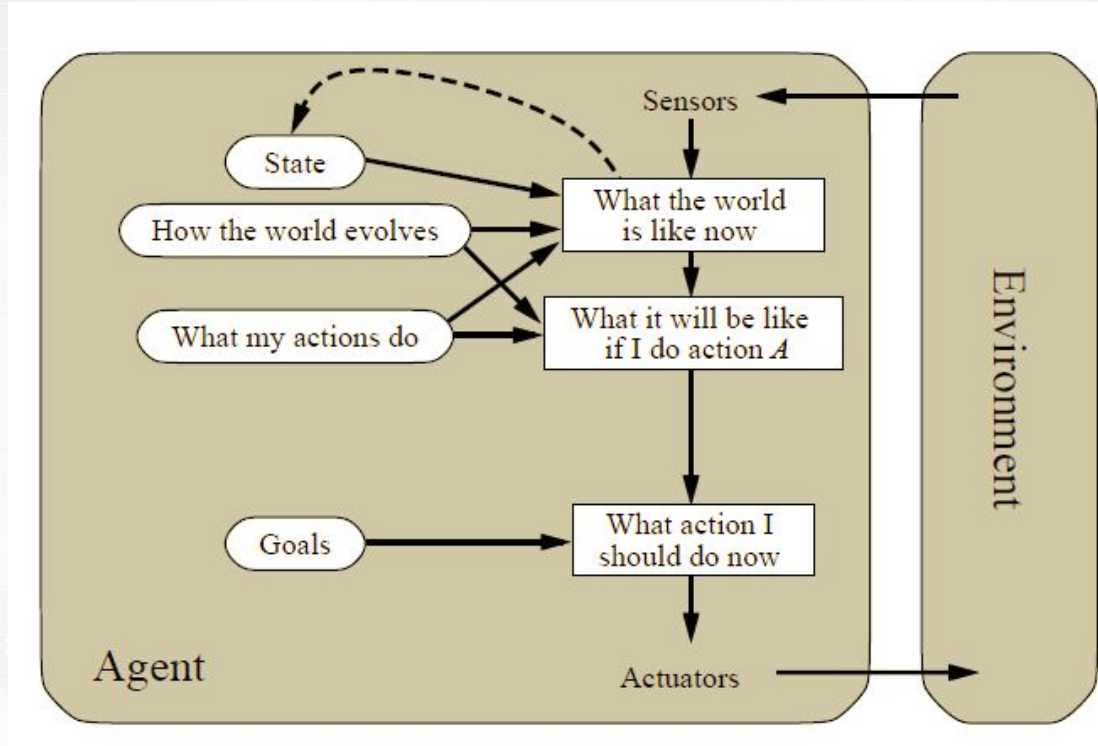 Sensors
State
What the world
is like now
How the world evolves
What my actions do
What it will be like
if I do action A
Goals
What action I
should do now
Agent
Actuators
Environment